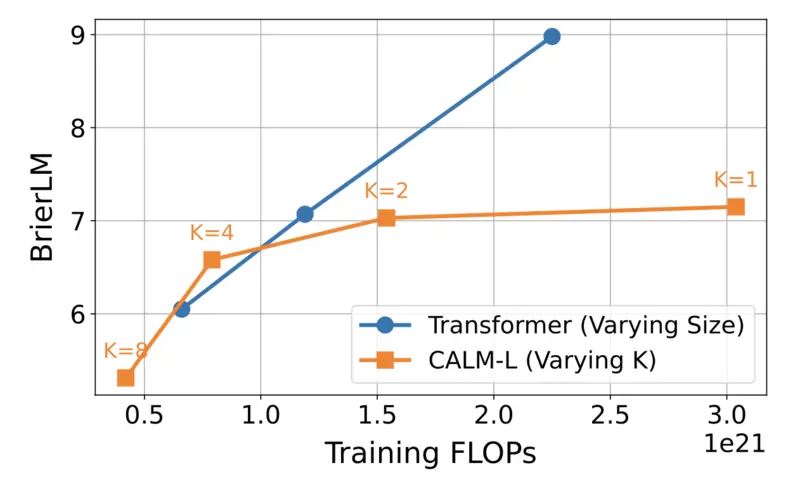 9
8
7
6
BrierLM
K=8
K=4
K=2
K=1
Transformer (Varying Size)
CALM-L (Varying K)
0.5 1.0 1.5 2.0 2.5 3.0
1e21
Training FLOPs